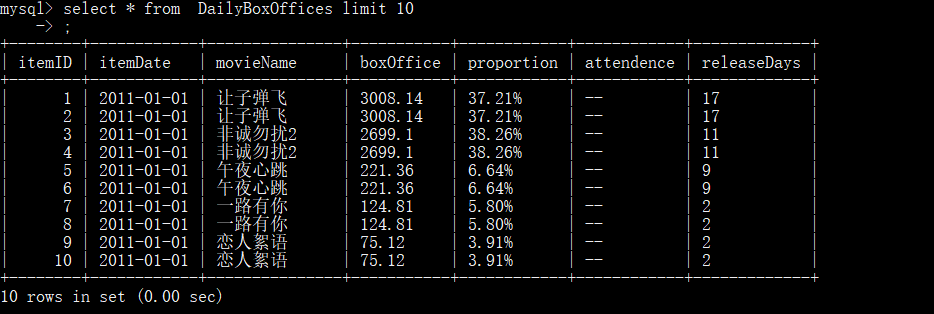 mysql> select * from  DailyBoxOffices limit 10
    -> ;
+--------+------------+-------------+-----------+------------+------------+-------------+
| itemID | itemDate   | movieName   | boxOffice | proportion | attendence | releaseDays |
+--------+------------+-------------+-----------+------------+------------+-------------+
|      1 | 2011-01-01 | 让子弹飞    | 3008.14   | 37.21%     | --         | 17          |
|      2 | 2011-01-01 | 让子弹飞    | 3008.14   | 37.21%     | --         | 17          |
|      3 | 2011-01-01 | 非诚勿扰2   | 2699.1    | 38.26%     | --         | 11          |
|      4 | 2011-01-01 | 非诚勿扰2   | 2699.1    | 38.26%     | --         | 11          |
|      5 | 2011-01-01 | 午夜心跳    | 221.36    | 6.64%      | --         | 9           |
|      6 | 2011-01-01 | 午夜心跳    | 221.36    | 6.64%      | --         | 9           |
|      7 | 2011-01-01 | 一路有你    | 124.81    | 5.80%      | --         | 2           |
|      8 | 2011-01-01 | 一路有你    | 124.81    | 5.80%      | --         | 2           |
|      9 | 2011-01-01 | 恋人絮语    | 75.12     | 3.91%      | --         | 2           |
|     10 | 2011-01-01 | 恋人絮语    | 75.12     | 3.91%      | --         | 2           |
+--------+------------+-------------+-----------+------------+------------+-------------+
10 rows in set (0.00 sec)